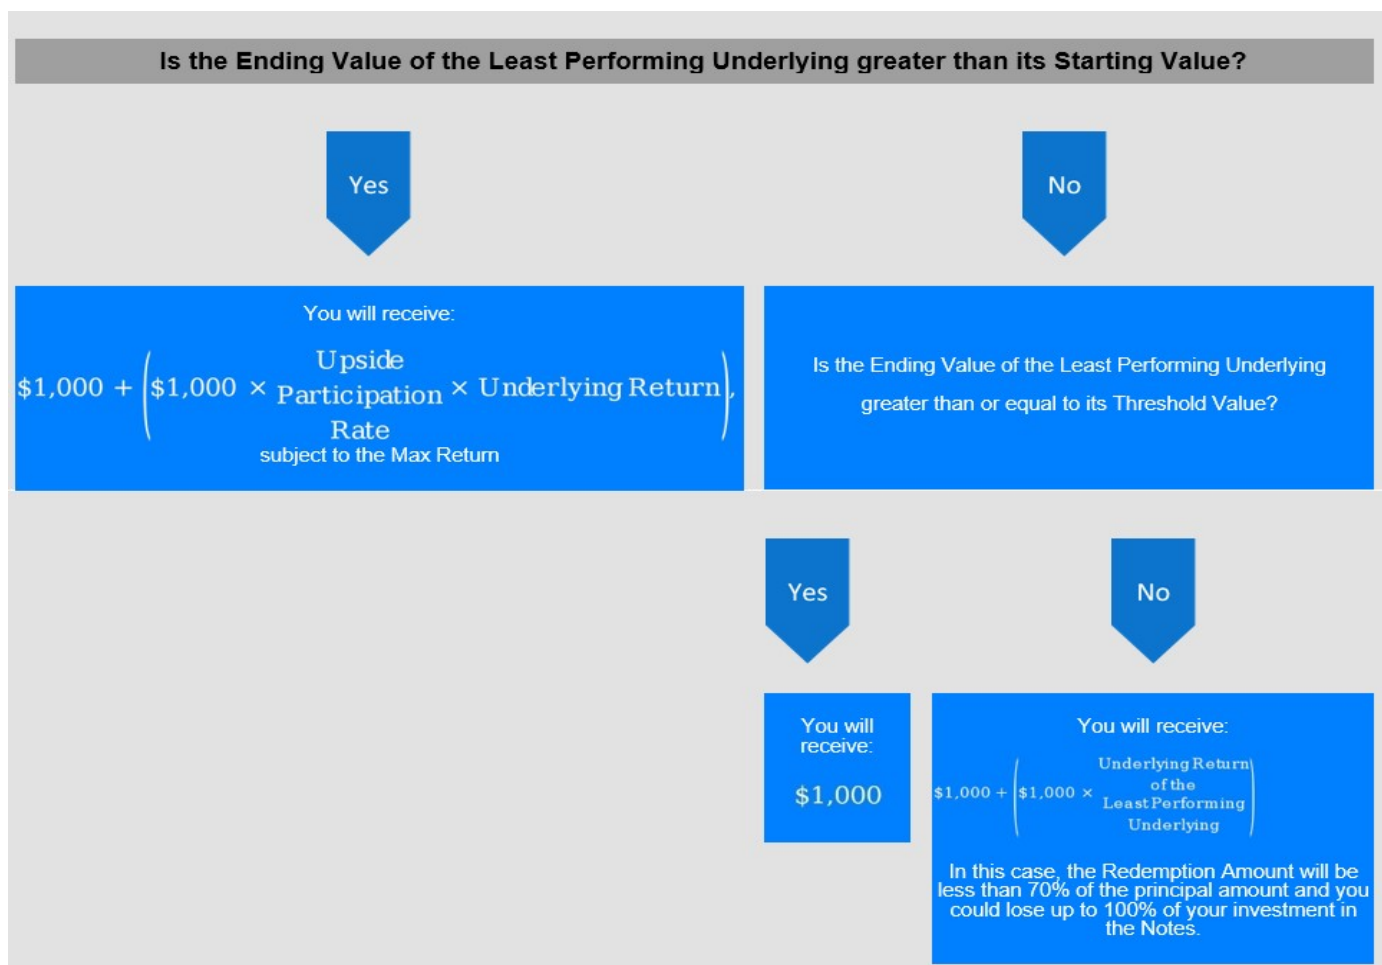 Is the Ending Value of the Least Performing Underlying greater than its Starting Value?
Yes
No
You will receive:
$1,000 + ($1,000 × Upside Participation Rate × Underlying Return),
subject to the Max Return
Is the Ending Value of the Least Performing Underlying
greater than or equal to its Threshold Value?
Yes
No
You will
receive:
$1,000
You will receive:
$1,000 + ($1,000 × Underlying Return of the Least Performing Underlying)
In this case, the Redemption Amount will be
less than 70% of the principal amount and you
could lose up to 100% of your investment in
the Notes.